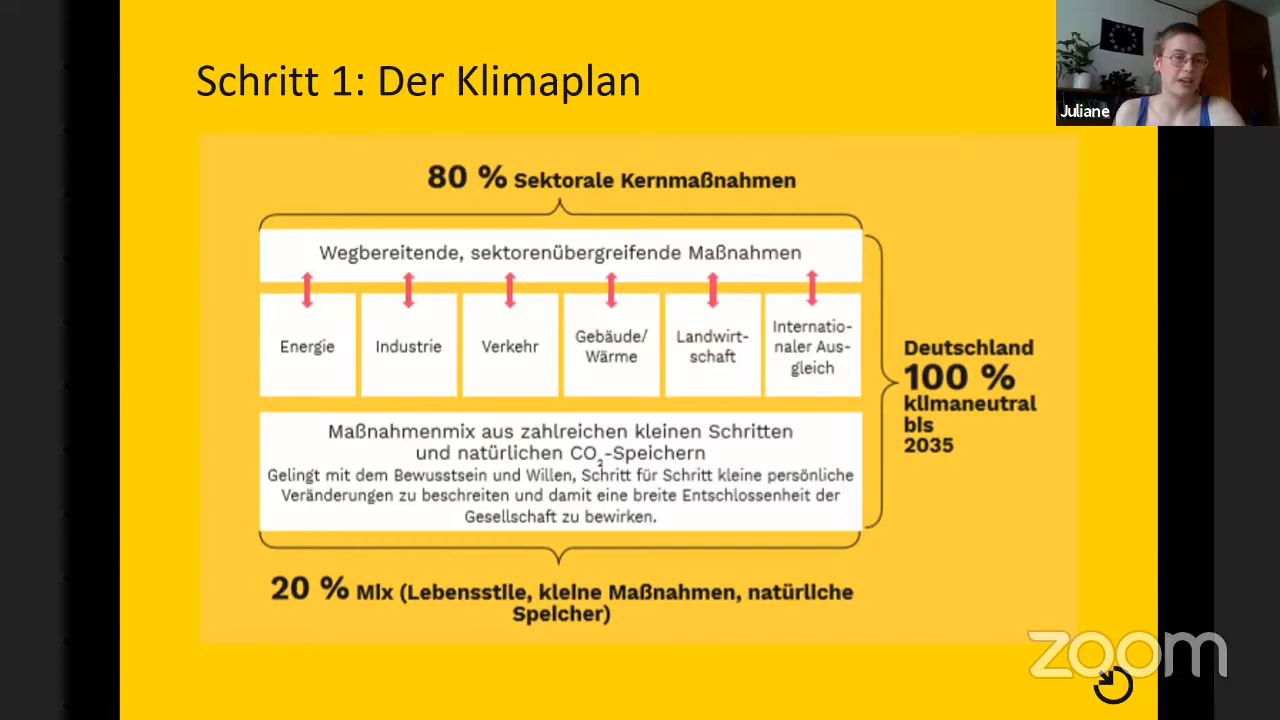 Schritt 1: Der Klimaplan
Juliane
80 % Sektorale Kernmaßnahmen
Wegbereitende, sektorenübergreifende Maßnahmen
Energie
Industrie
Verkehr
Gebäude/
Wärme
Landwirt-
schaft
Internatio-
naler Aus-
gleich
Deutschland
100 %
klimaneutral
bis
2035
Maßnahmenmix aus zahlreichen kleinen Schritten
und natürlichen CO₂-Speichern
Gelingt mit dem Bewusstsein und Willen, Schritt für Schritt kleine persönliche
Veränderungen zu beschreiten und damit eine breite Entschlossenheit der
Gesellschaft zu bewirken.
20 % Mix (Lebensstile, kleine Maßnahmen, natürliche
Speicher)
zoom